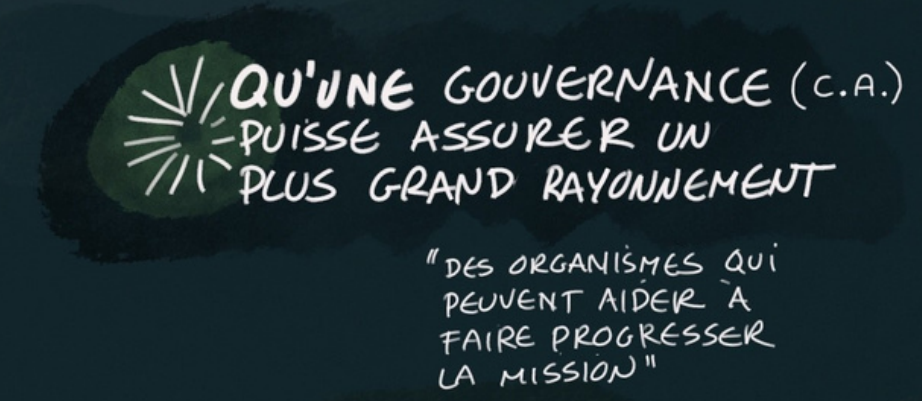 QU'UNE GOUVERNANCE (C.A.)
PUISSE ASSURER UN
PLUS GRAND RAYONNEMENT
"DES ORGANISMES QUI
PEUVENT AIDER À
FAIRE PROGRESSER
LA MISSION"